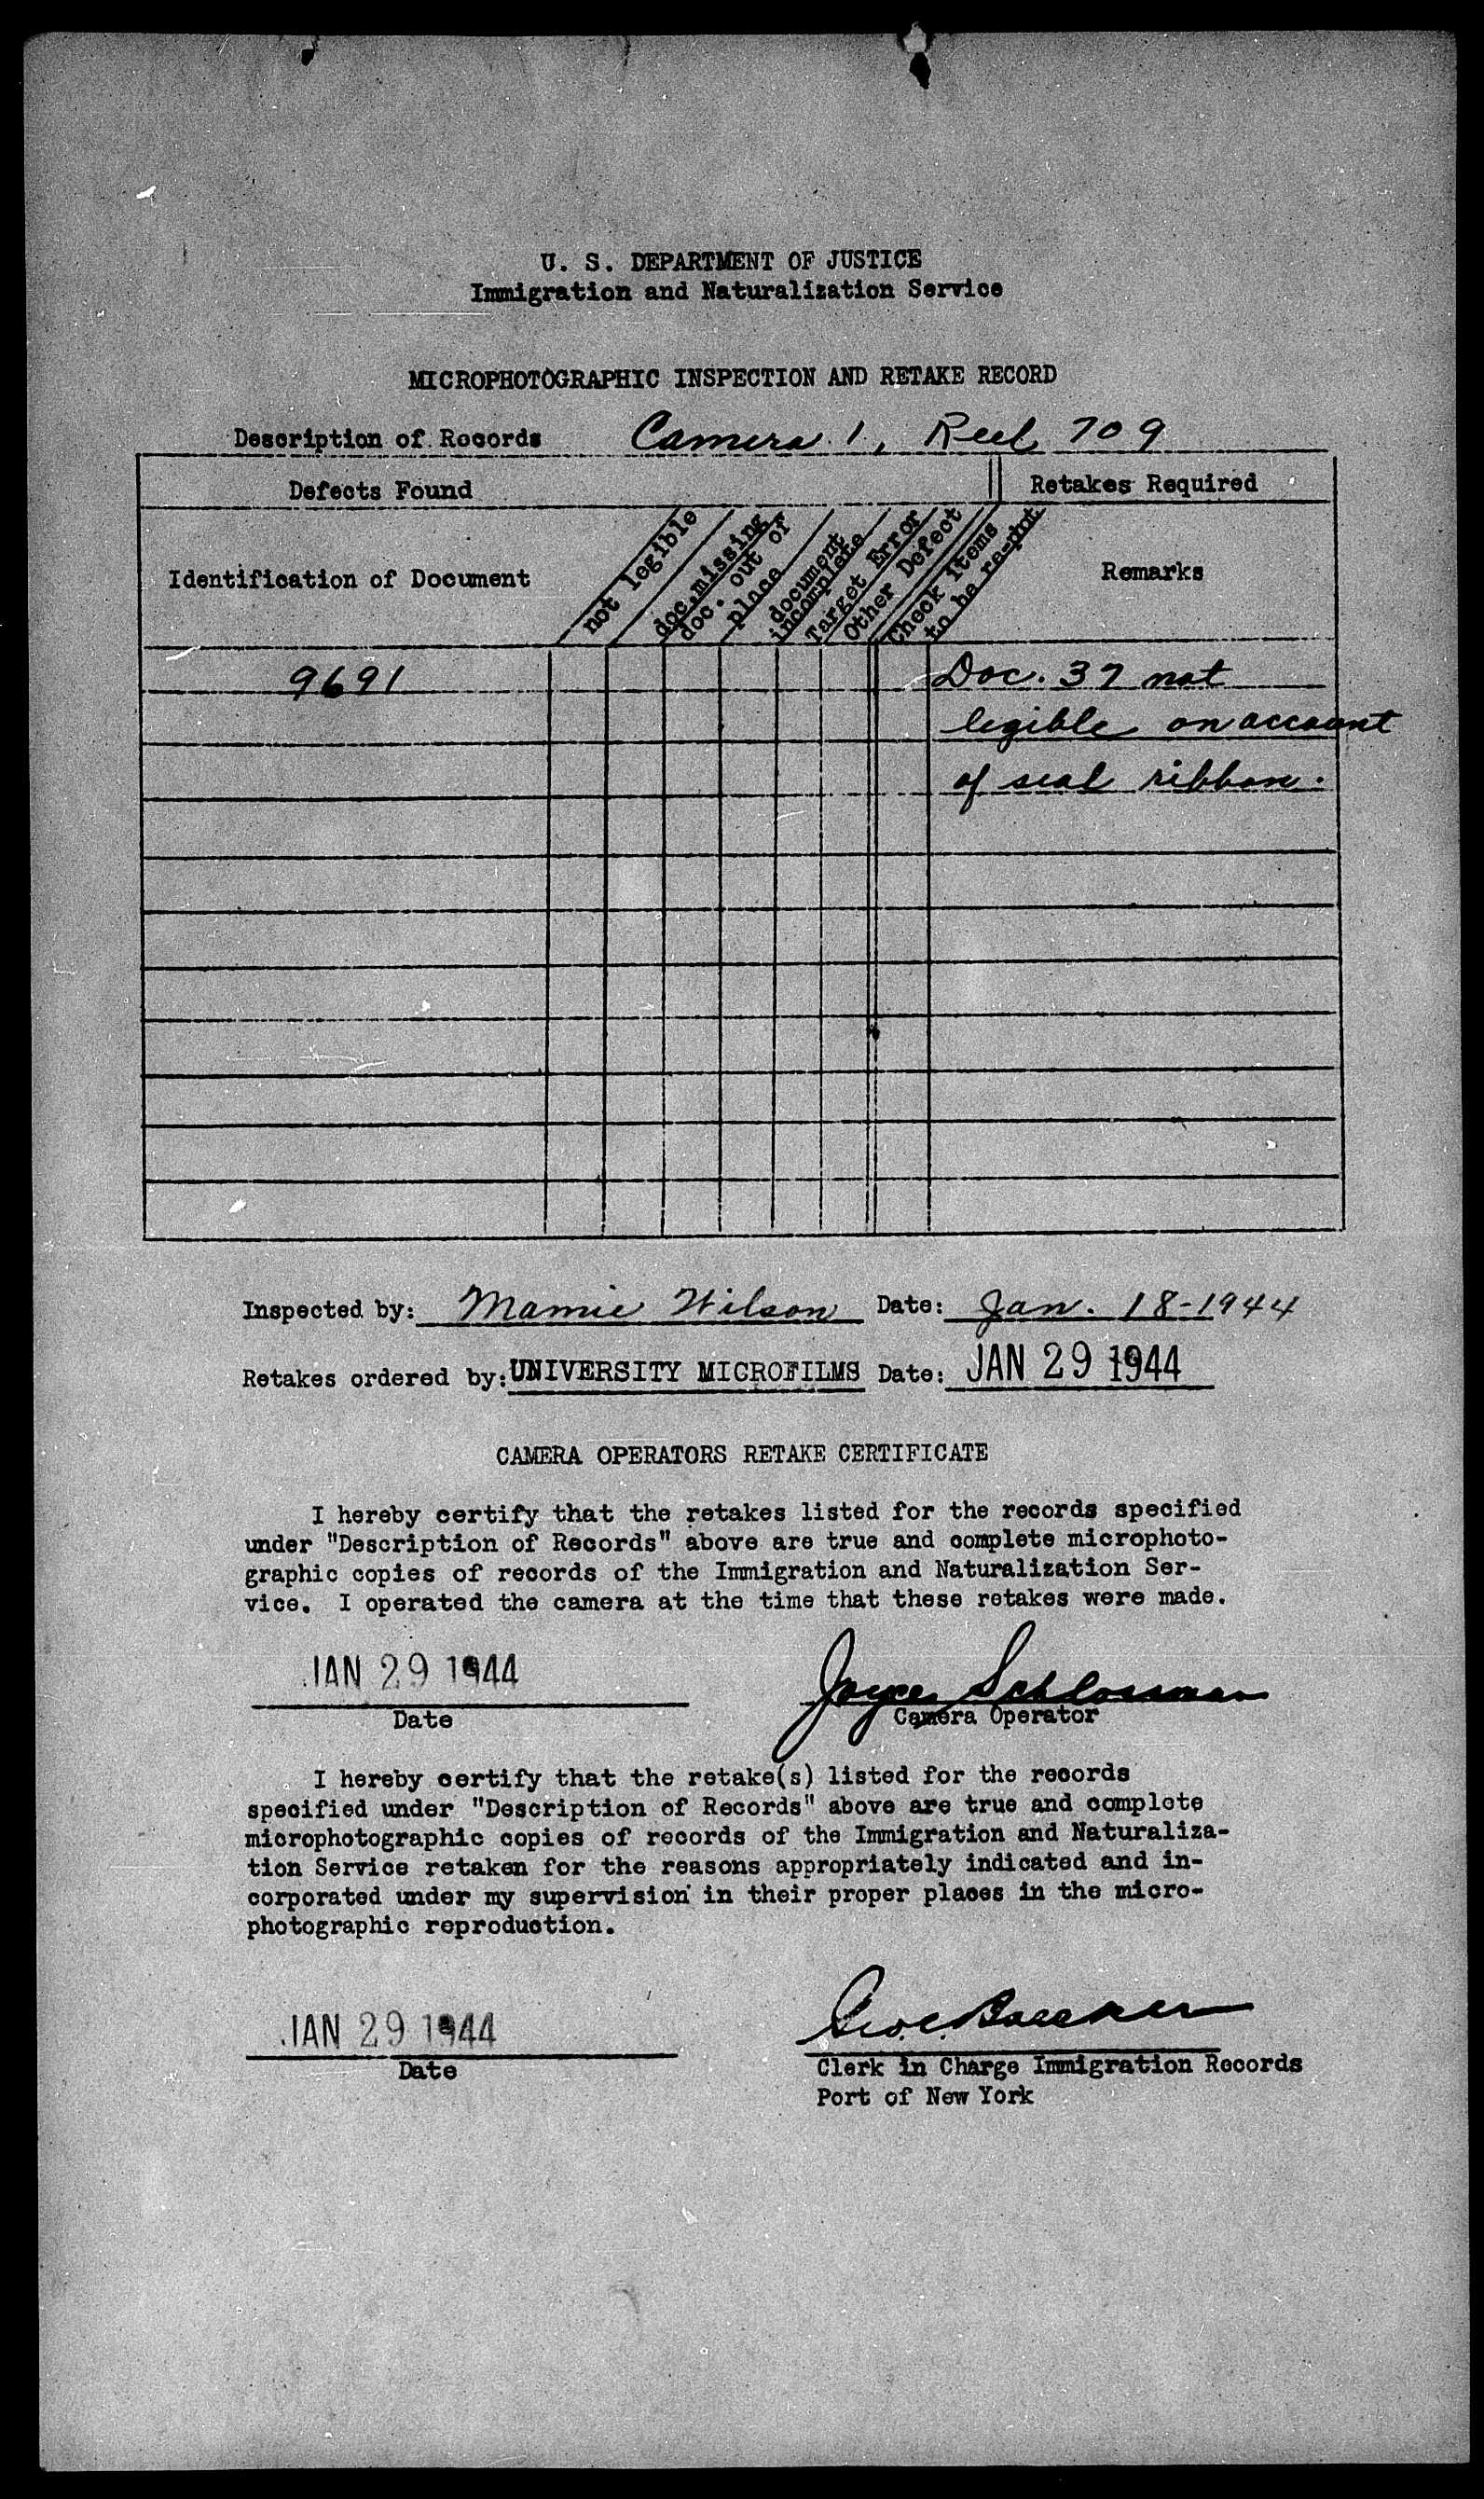 U. S. DEPARTMENT OF JUSTICE
Immigration and Naturalization Service
MICROPHOTOGRAPHIC INSPECTION AND RETAKE RECORD
Description of Records Camera 1, Reel 709
Defects Found Retakes Required
Identification of Document
not legible
doc. missing
doc. out of
place
document
incomplete
Target Error
Other Defect
Check items
to be re-phot
Remarks
9691 Doc. 37 not
legible on account
of seal ribbon.
Inspected by: Mamie Wilson Date: Jan. 18-1944
Retakes ordered by: UNIVERSITY MICROFILMS Date: JAN 29 1944
CAMERA OPERATORS RETAKE CERTIFICATE
I hereby certify that the retakes listed for the records specified
under "Description of Records" above are true and complete microphoto-
graphic copies of records of the Immigration and Naturalization Ser-
vice. I operated the camera at the time that these retakes were made.
JAN 29 1944 Joyce Schlossman
Date Camera Operator
I hereby certify that the retake(s) listed for the records
specified under "Description of Records" above are true and complete
microphotographic copies of records of the Immigration and Naturaliza-
tion Service retaken for the reasons appropriately indicated and in-
corporated under my supervision in their proper places in the micro-
photographic reproduction.
JAN 29 1944
Date Clerk in Charge Immigration Records
Port of New York